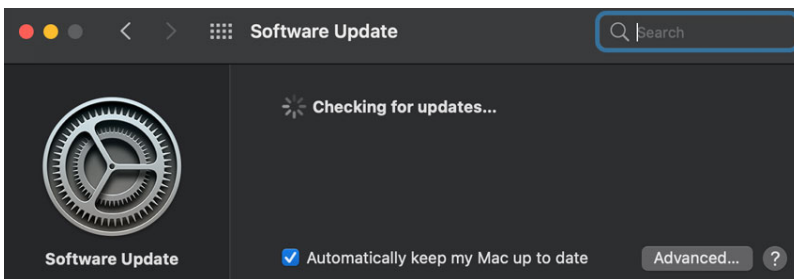 Software Update
Search
Checking for updates...
Software Update
Automatically keep my Mac up to date
Advanced...
?